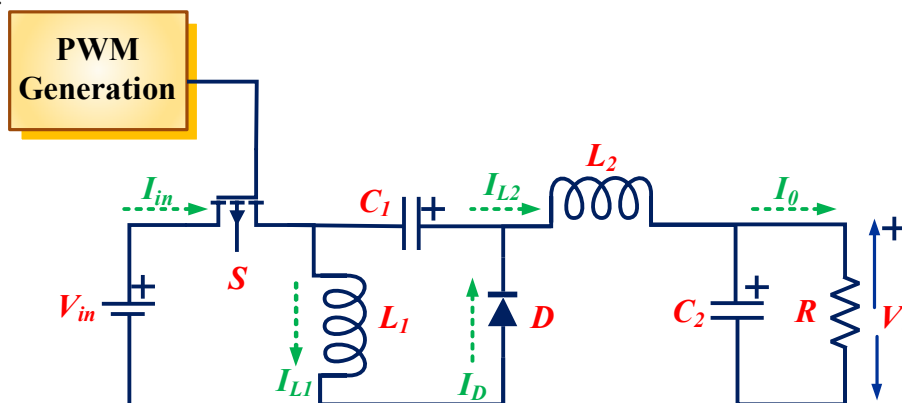 PWM
Generation
I_in
S
V_in
+
C_1
+
L_1
I_L1
I_L2
I_D
D
L_2
I_0
C_2
+
R
V
+